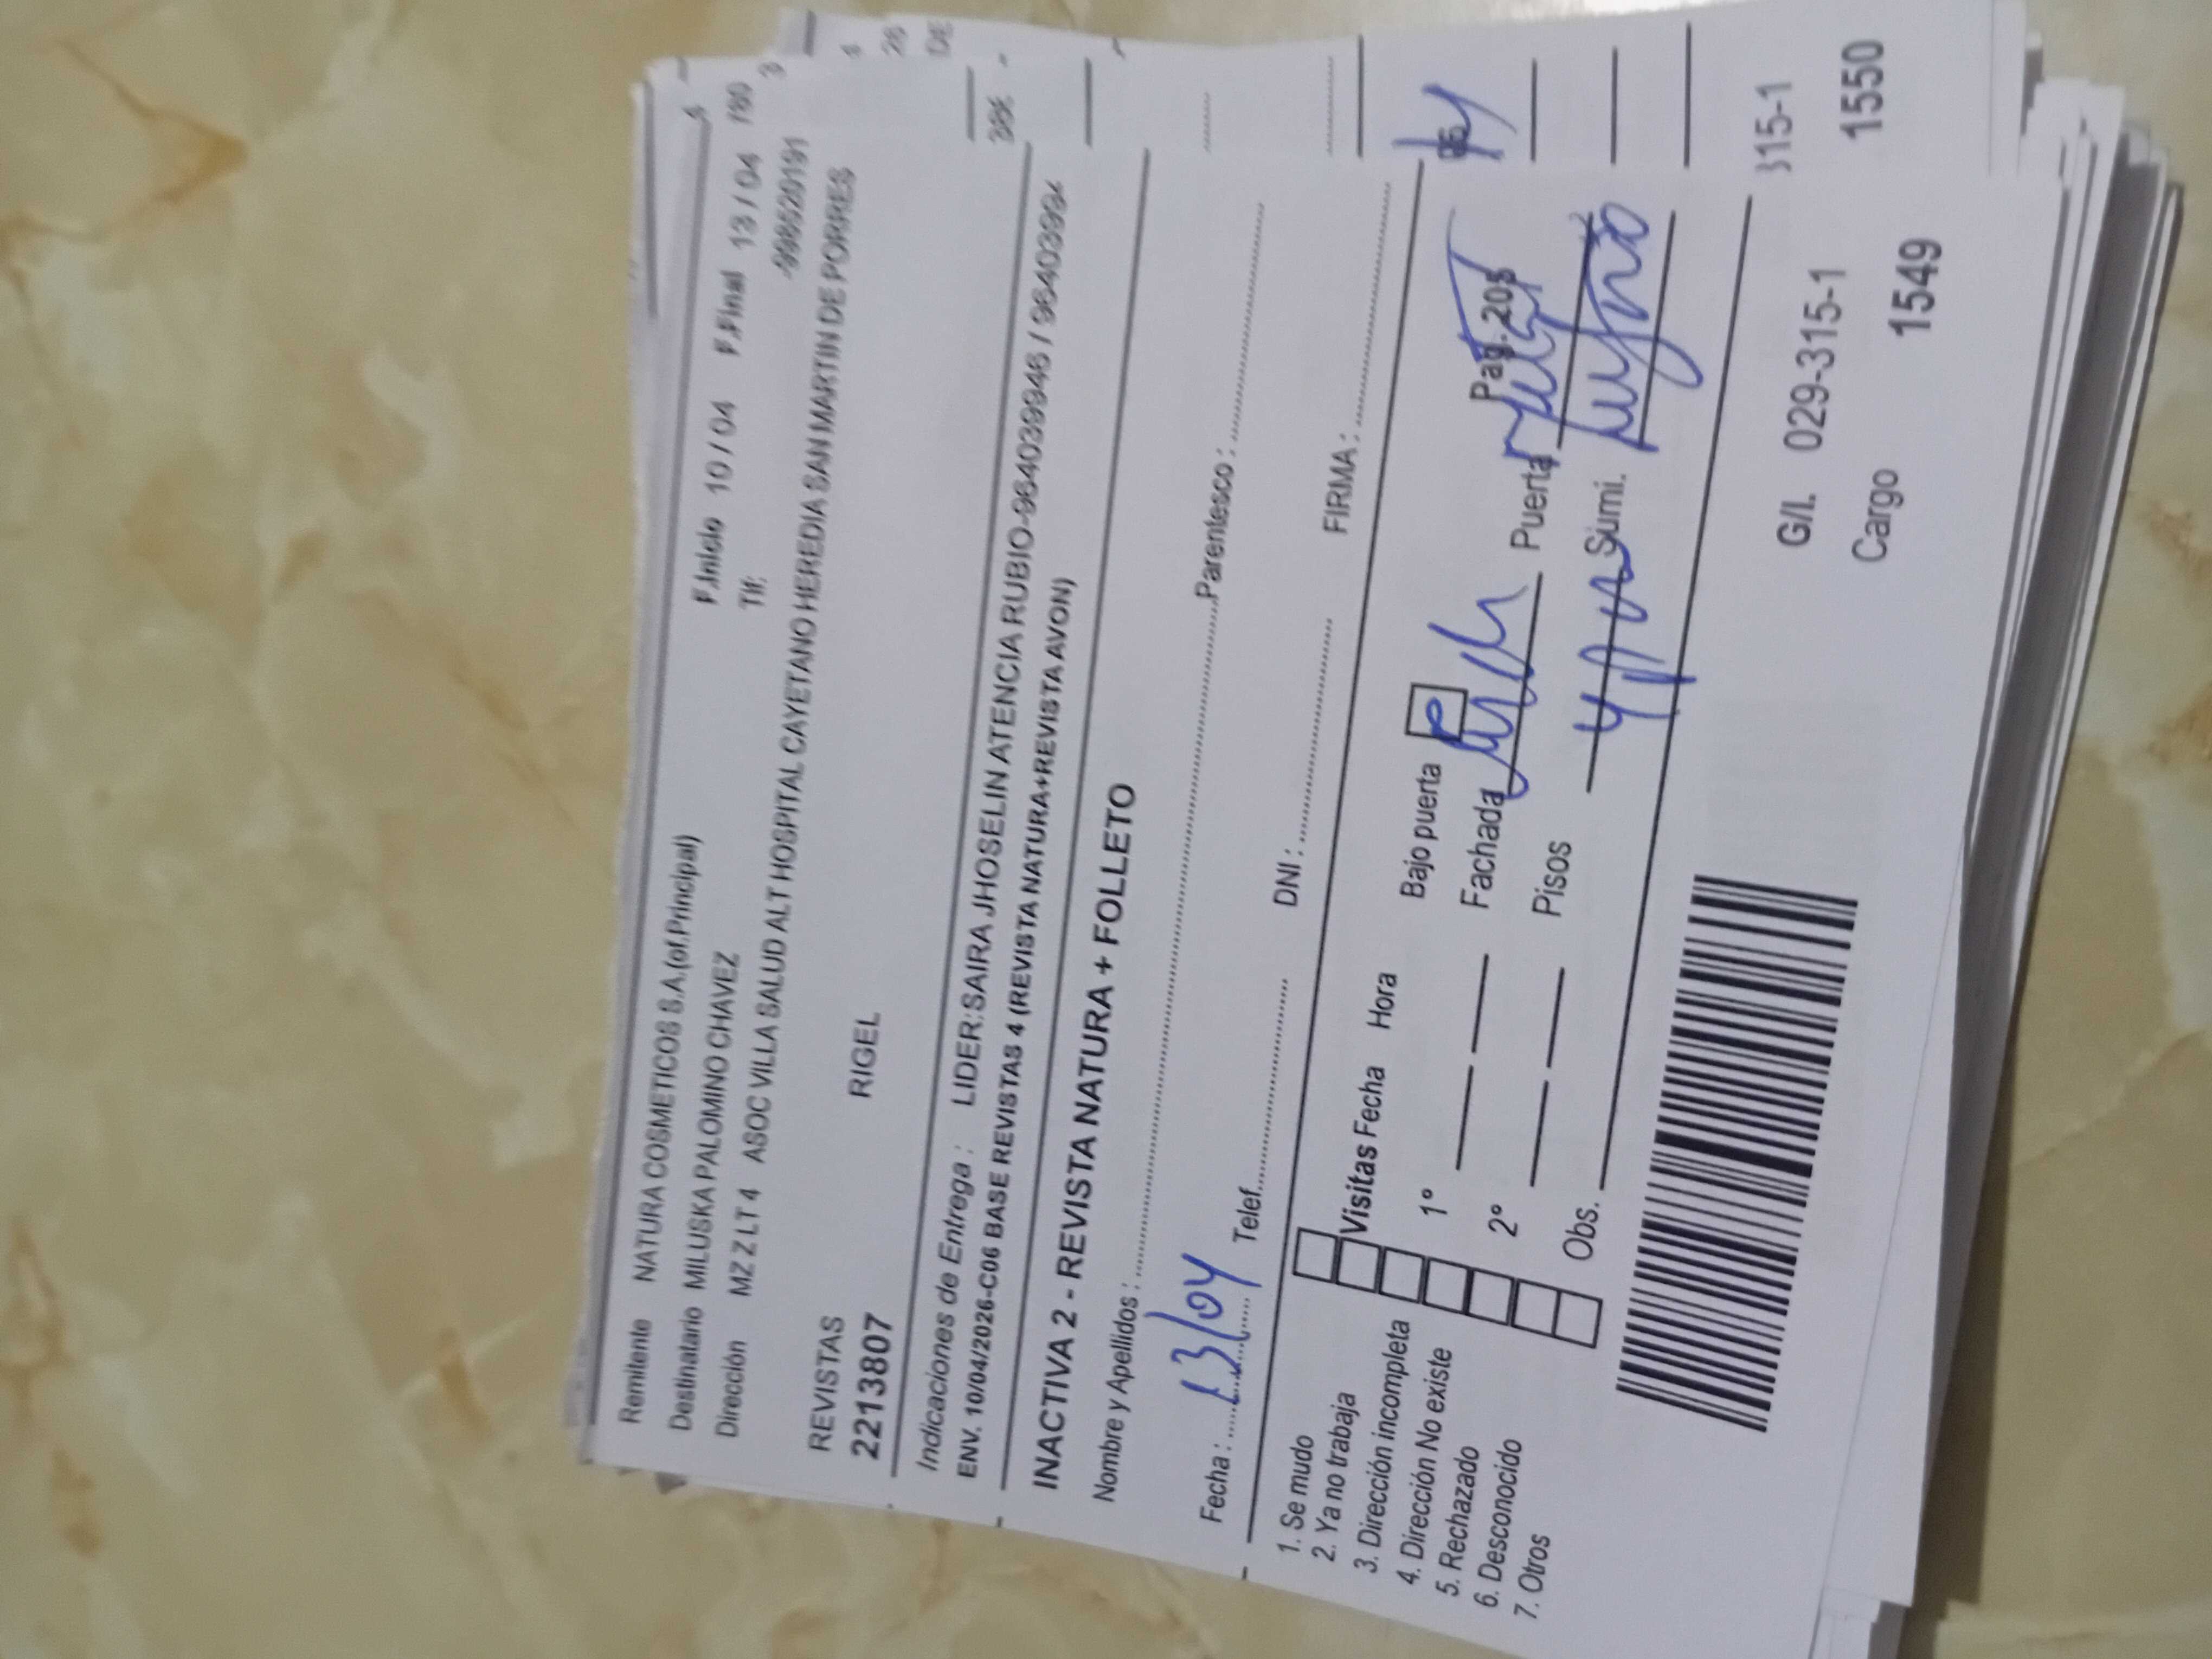 Remitente NATURA COSMETICOS S.A.(of.Principal)
Destinatario MILUSKA PALOMINO CHAVEZ F.Inicio 10 / 04 F.Final 13 / 04
Dirección MZ Z LT 4 ASOC VILLA SALUD ALT HOSPITAL CAYETANO HEREDIA SAN MARTIN DE PORRES
Tlf:
REVISTAS RIGEL
2213807
Indicaciones de Entrega : LIDER:SAIRA JHOSELIN ATENCIA RUBIO-964039946 /
ENV. 10/04/2026-C06 BASE REVISTAS 4 (REVISTA NATURA+REVISTA AVON)
INACTIVA 2 - REVISTA NATURA + FOLLETO
Nombre y Apellidos : Parentesco :
Fecha : 13/04 Telef. DNI : FIRMA :
1. Se mudo
2. Ya no trabaja
3. Dirección incompleta
4. Dirección No existe
5. Rechazado
6. Desconocido
7. Otros
Visitas Fecha Hora Bajo puerta
1° Fachada Puerta
2° Pisos Sumi.
Obs.
G/I. 029-315-1
Cargo 1549
315-1
1550